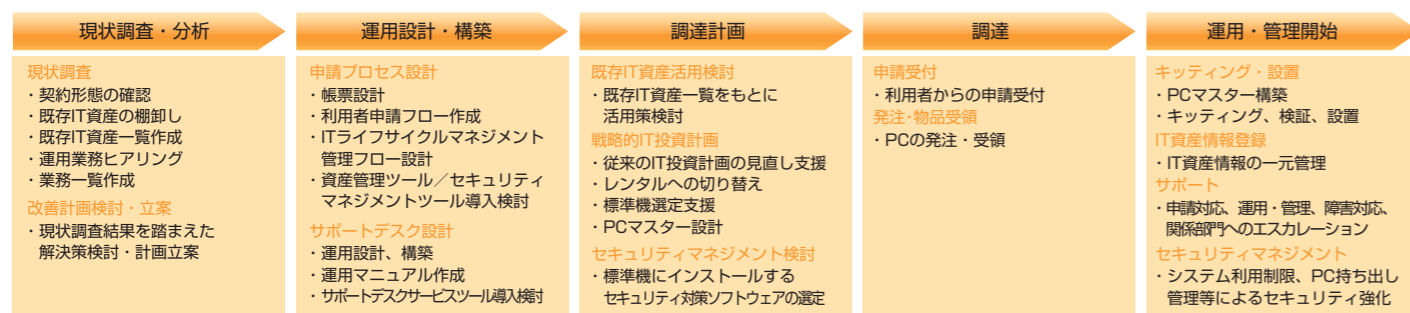 現状調査・分析
現状調査
・契約形態の確認
・既存IT資産の棚卸し
・既存IT資産一覧作成
・運用業務ヒアリング
・業務一覧作成
改善計画検討・立案
・現状調査結果を踏まえた
解決策検討・計画立案
運用設計・構築
申請プロセス設計
・帳票設計
・利用者申請フロー作成
・ITライフサイクルマネジメント
管理フロー設計
・資産管理ツール／セキュリティ
マネジメントツール導入検討
サポートデスク設計
・運用設計、構築
・運用マニュアル作成
・サポートデスクサービスツール導入検討
調達計画
既存IT資産活用検討
・既存IT資産一覧をもとに
活用策検討
戦略的IT投資計画
・従来のIT投資計画の見直し支援
・レンタルへの切り替え
・標準機選定支援
・PCマスター設計
セキュリティマネジメント検討
・標準機にインストールする
セキュリティ対策ソフトウェアの選定
調達
申請受付
・利用者からの申請受付
発注・物品受領
・PCの発注・受領
運用・管理開始
キッティング・設置
・PCマスター構築
・キッティング、検証、設置
IT資産情報登録
・IT資産情報の一元管理
サポート
・申請対応、運用・管理、障害対応、
関係部門へのエスカレーション
セキュリティマネジメント
・システム利用制限、PC持ち出し
管理等によるセキュリティ強化